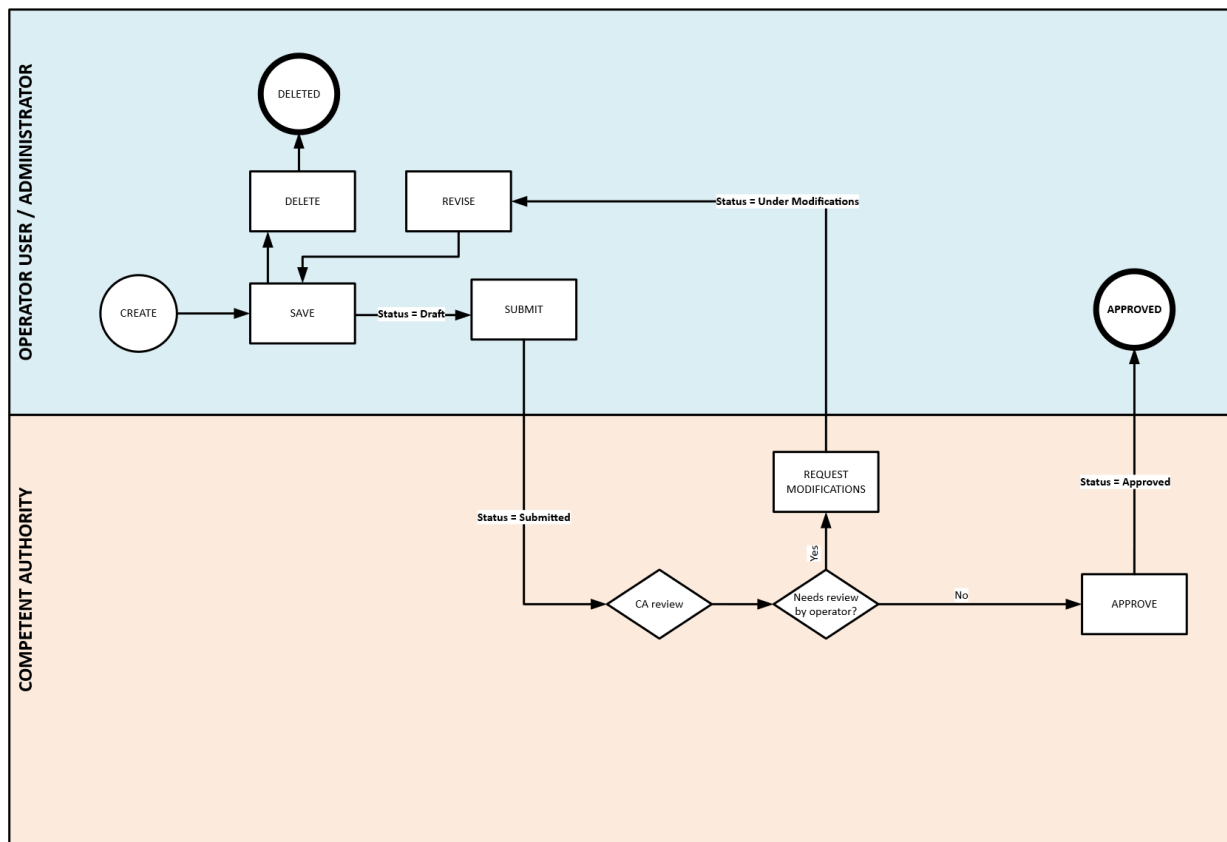 OPERATOR USER / ADMINISTRATOR
DELETED
DELETE
REVISE
Status = Under Modifications
CREATE
SAVE
Status = Draft
SUBMIT
APPROVED
COMPETENT AUTHORITY
REQUEST
MODIFICATIONS
Status = Approved
Status = Submitted
Yes
CA review
Needs review
by operator?
No
APPROVE